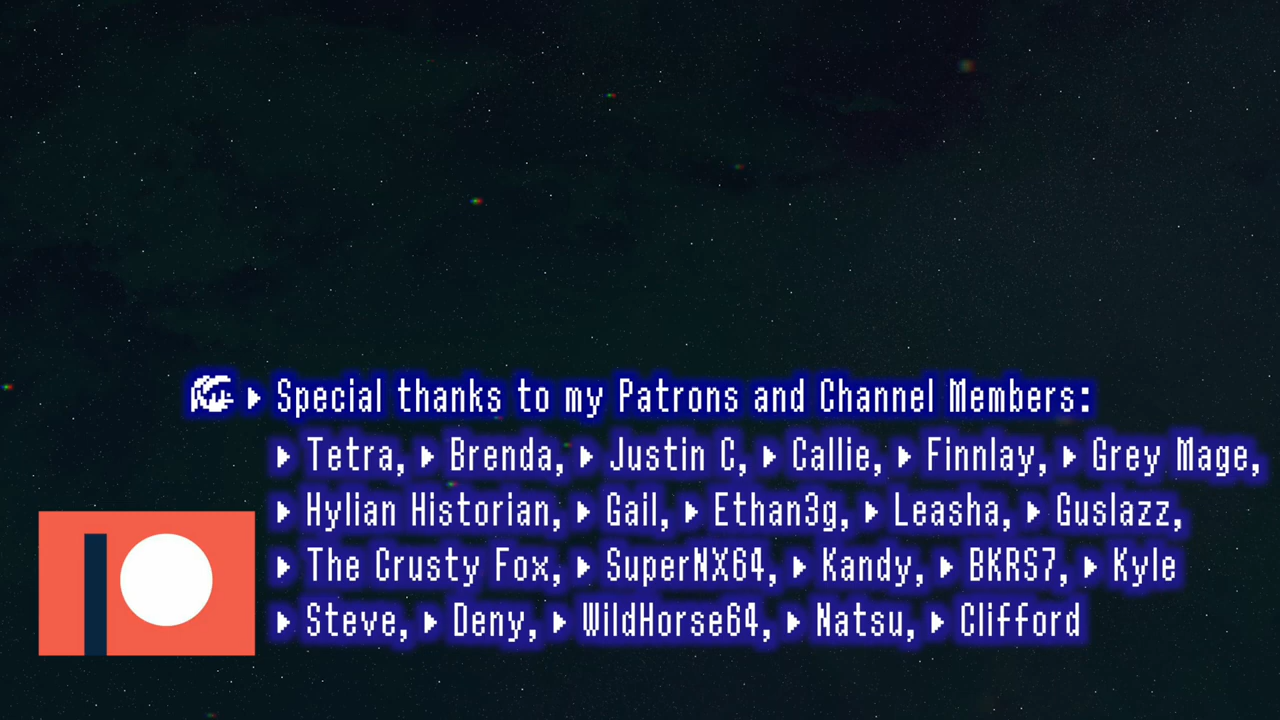 ▸ Special thanks to my Patrons and Channel Members:
▸ Tetra, ▸ Brenda, ▸ Justin C, ▸ Callie, ▸ Finnlay, ▸ Grey Mage,
▸ Hylian Historian, ▸ Gail, ▸ Ethan3g, ▸ Leasha, ▸ Guslazz,
▸ The Crusty Fox, ▸ SuperNX64, ▸ Kandy, ▸ BKRS7, ▸ Kyle
▸ Steve, ▸ Deny, ▸ WildHorse64, ▸ Natsu, ▸ Clifford